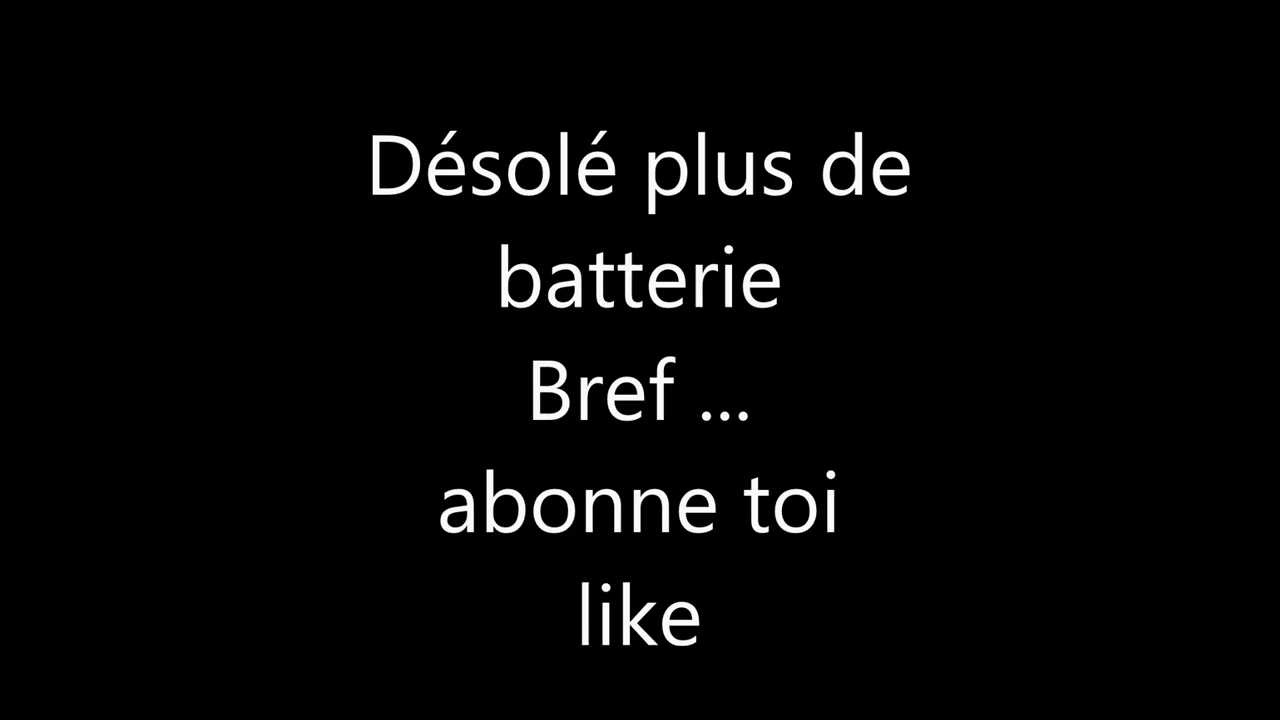 Désolé plus de
batterie
Bref ...
abonne toi
like